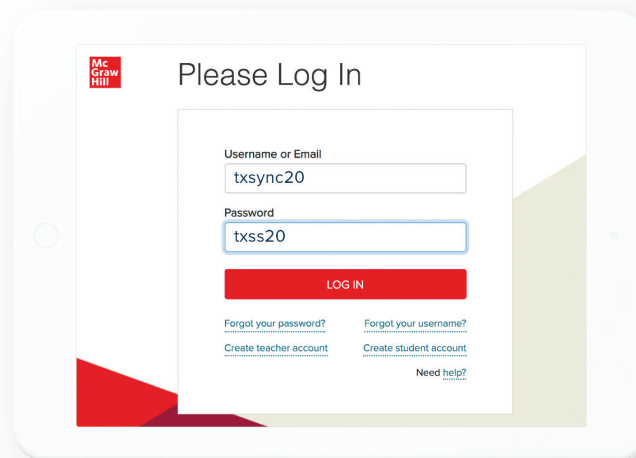 Mc
Graw
Hill
Please Log In
Username or Email
txsync20
Password
txss20
LOG IN
Forgot your password? Forgot your username?
Create teacher account Create student account
Need help?